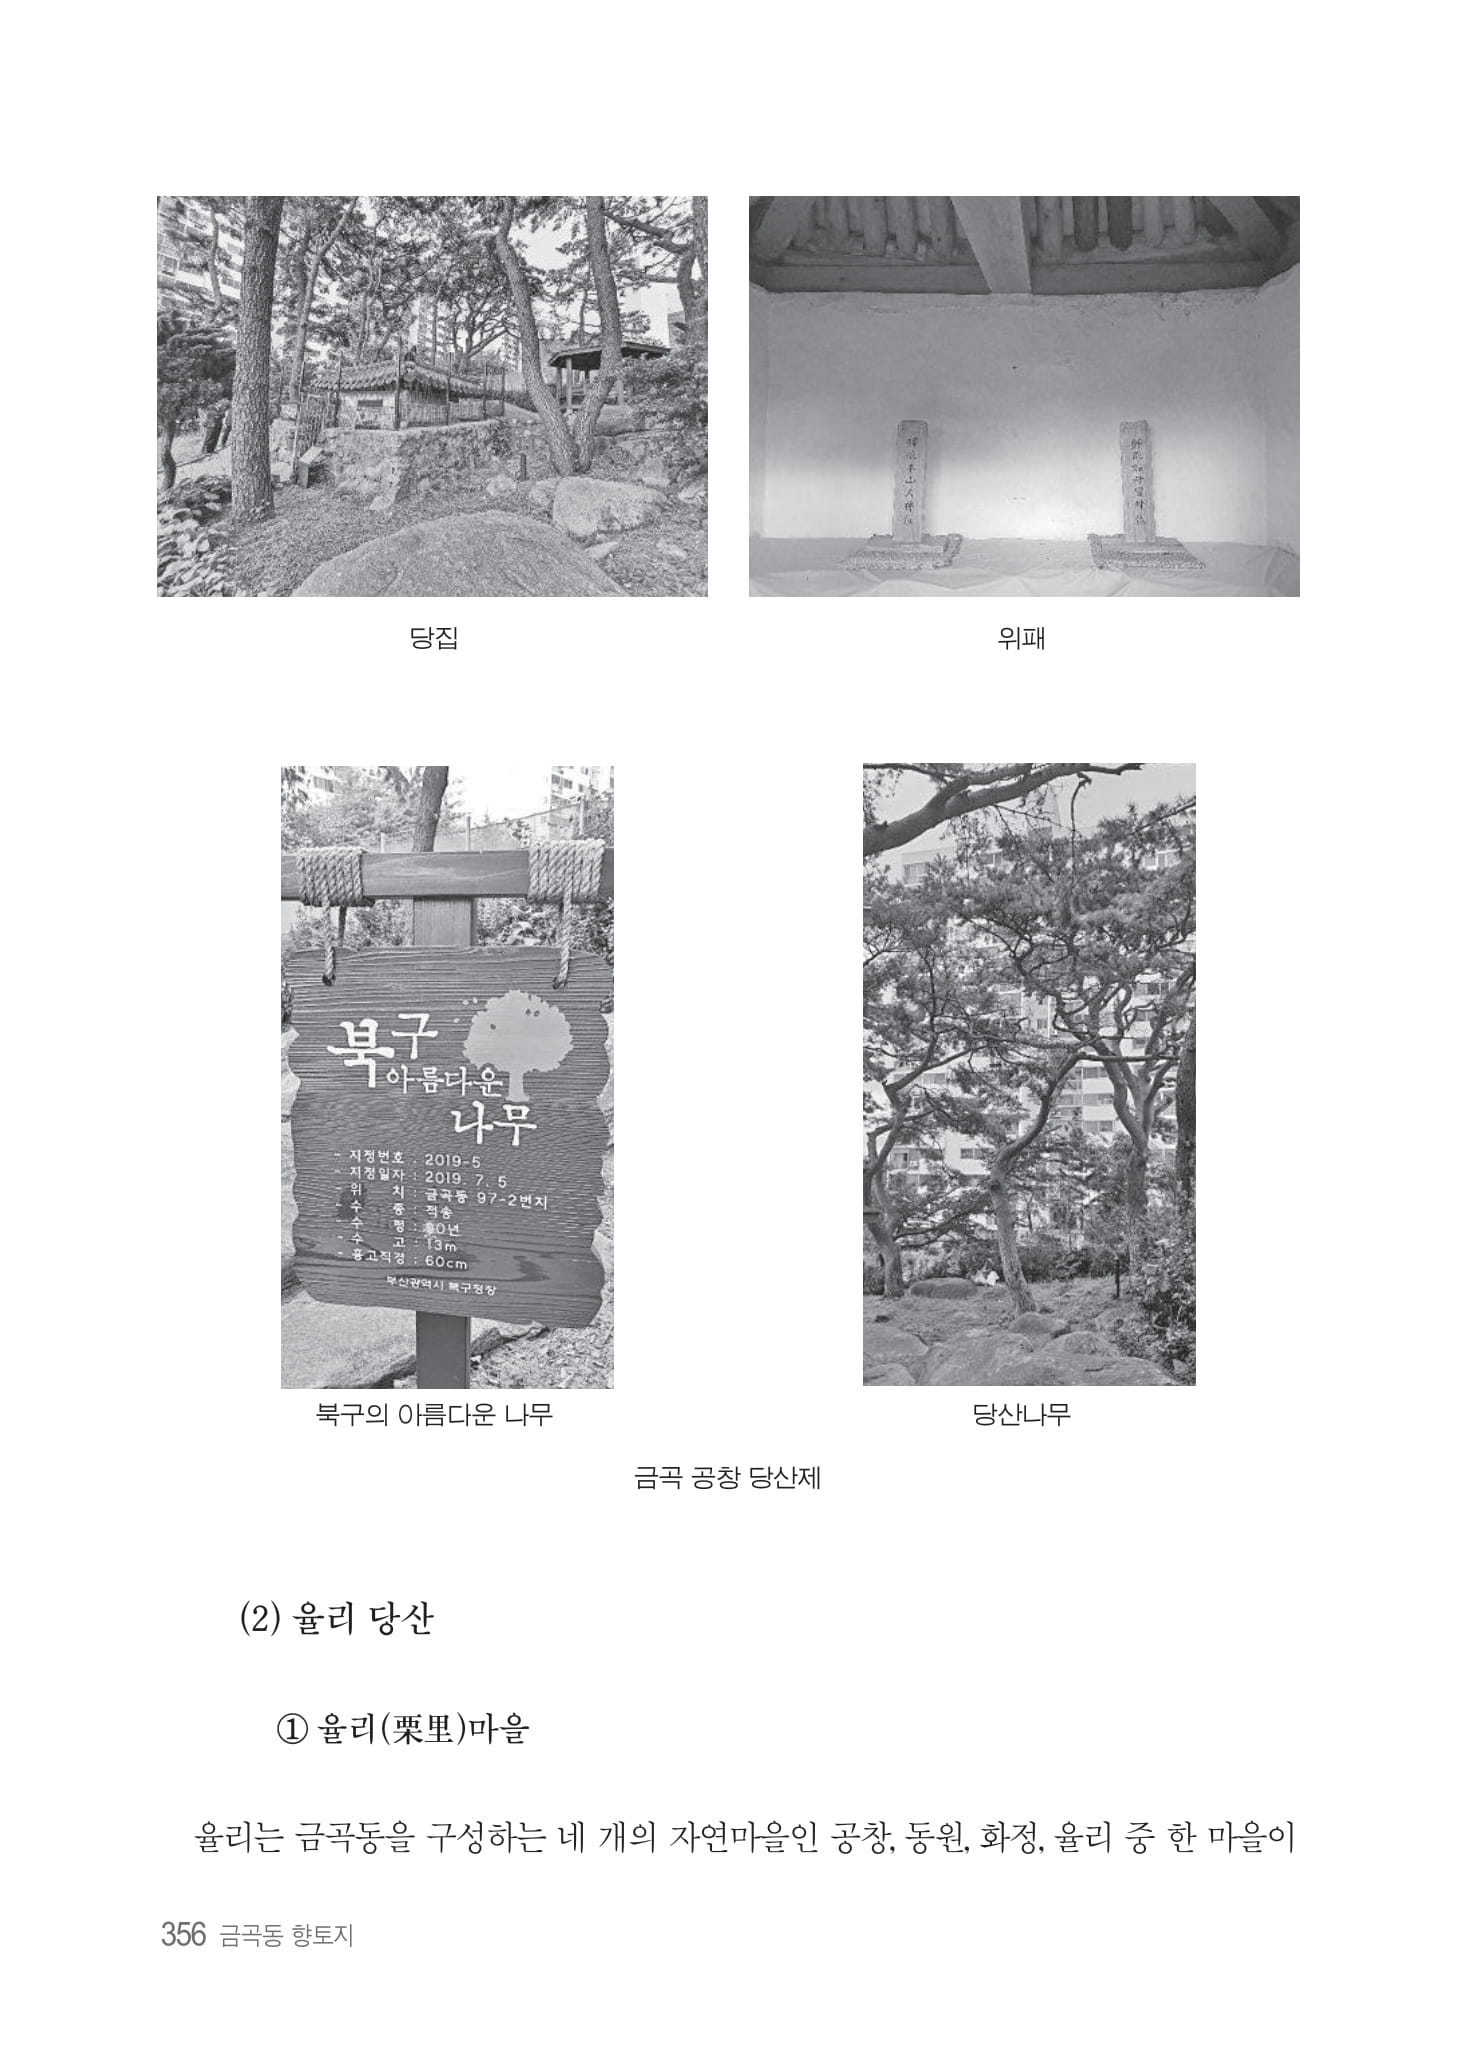 당집
위패
북구
아름다운
나무
- 지정번호 : 2019-5
- 지정일자 : 2019. 7. 5
- 위 치 : 금곡동 97-2번지
- 수 종 : 적송
- 수 령 : 년
- 수 고 : 13m
- 흉고직경 : 60cm
부산광역시 북구청장
북구의 아름다운 나무
당산나무
금곡 공창 당산제
(2) 율리 당산
① 율리(栗里)마을
율리는 금곡동을 구성하는 네 개의 자연마을인 공창, 동원, 화정, 율리 중 한 마을이
356 금곡동 향토지